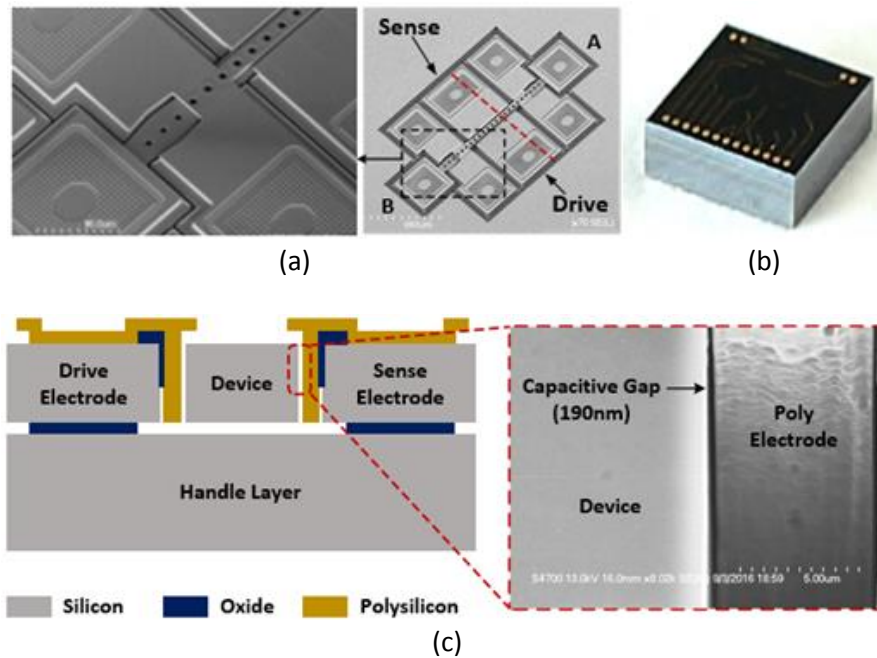 Sense
A
B
Drive
(a)
(b)
Drive
Electrode
Device
Sense
Electrode
Handle Layer
Capacitive Gap
(190nm)
Device
Poly
Electrode
5.00um
Silicon
Oxide
Polysilicon
(c)